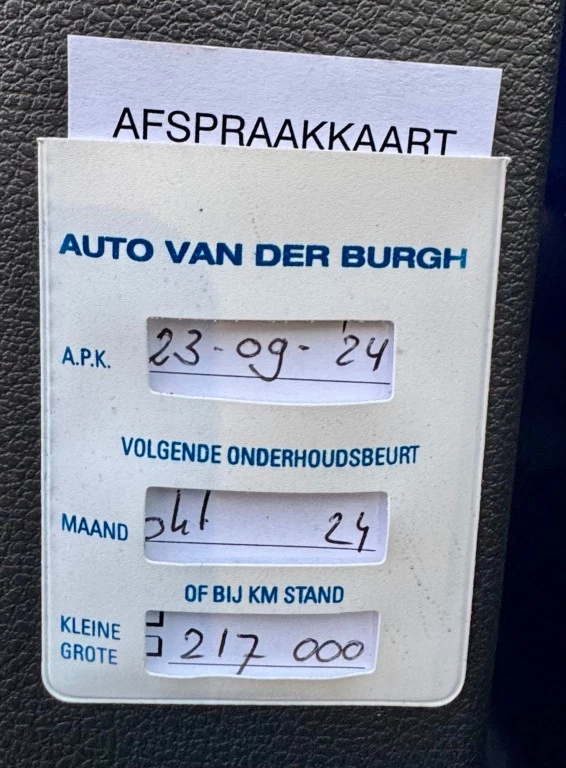 AFSPRAAKKAART
AUTO VAN DER BURGH
A.P.K. 23-09-'24
VOLGENDE ONDERHOUDSBEURT
MAAND okt 24
OF BIJ KM STAND
KLEINE
GROTE 217 000